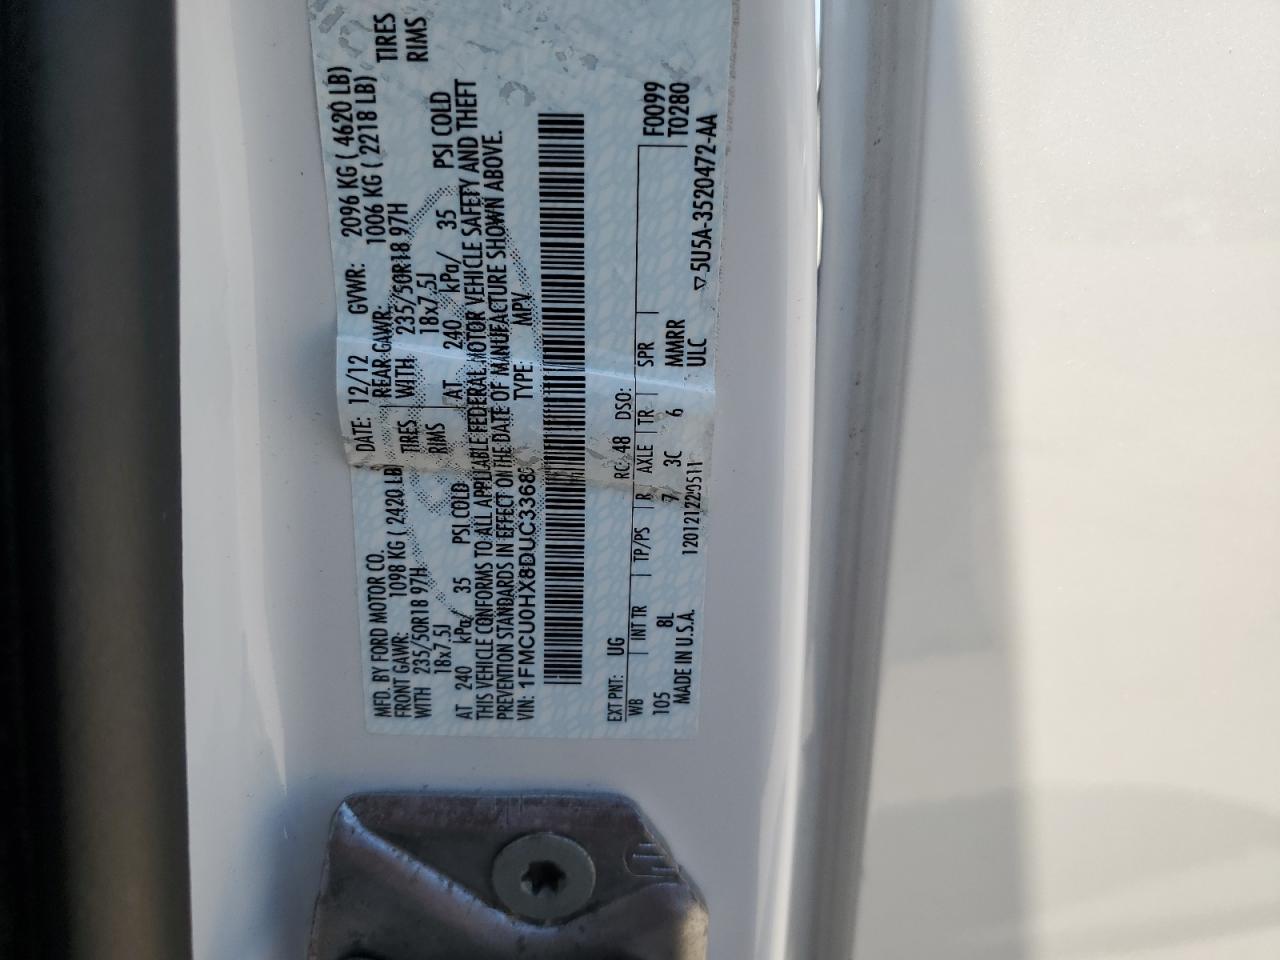 MFD. BY FORD MOTOR CO.
DATE: 12/12 GVWR: 2096 KG ( 4620 LB)
FRONT GAWR: 1098 KG ( 2420 LB
REAR GAWR: 1006 KG ( 2218 LB)
WITH 235/50R18 97H TIRES
WITH 235/50R18 97H TIRES
18x7.5J RIMS
18x7.5J RIMS
AT 240 kPa/ 35 PSI COLD
AT 240 kPa/ 35 PSI COLD
THIS VEHICLE CONFORMS TO ALL APPLICABLE FEDERAL MOTOR VEHICLE SAFETY AND THEFT
PREVENTION STANDARDS IN EFFECT ON THE DATE OF MANUFACTURE SHOWN ABOVE.
VIN: TYPE: MPV
EXT PNT: UG RC: 48 DSO:
WB INT TR TP/PS R AXLE TR SPR F0099
105 8L 7 3C 6 MMRR T0280
MADE IN U.S.A. ULC ▽5U5A-3520472-AA